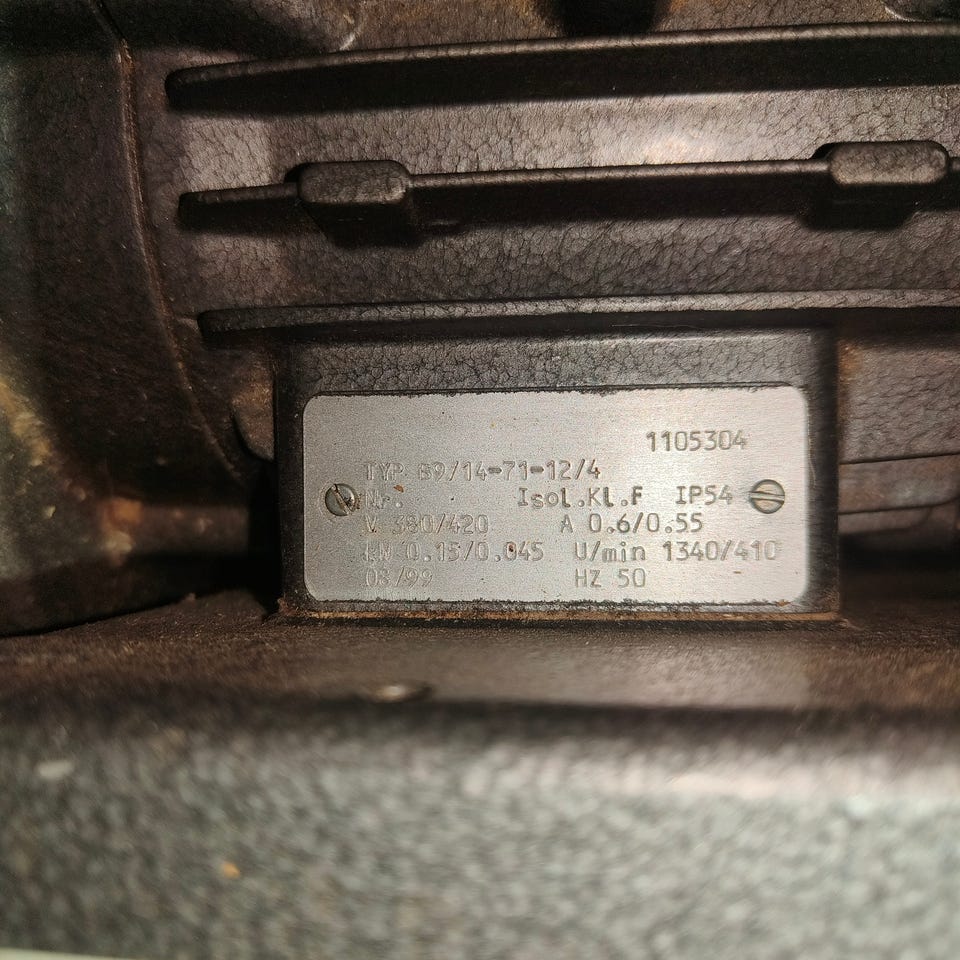 1105304
TYP. 69/14-71-12/4
Nr. Isol.Kl.F IP54
V 380/420 A 0.6/0.55
KW 0.15/0.045 U/min 1340/410
03/99 HZ 50